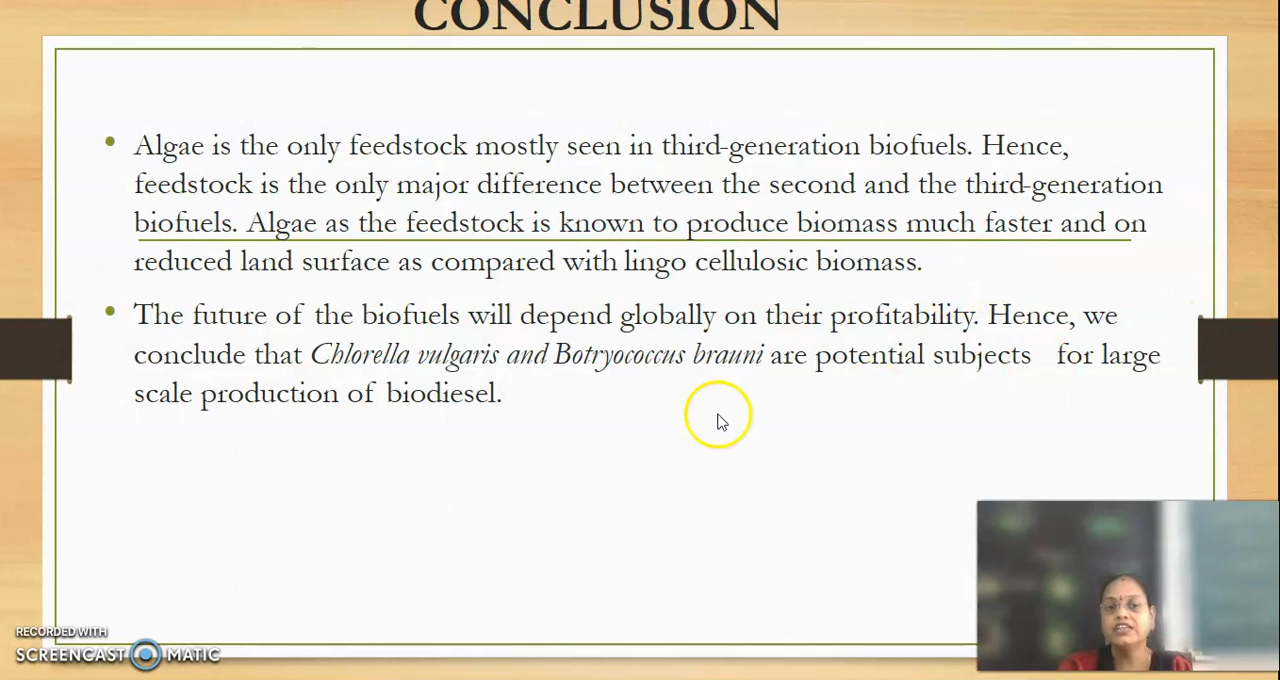 CONCLUSION
Algae is the only feedstock mostly seen in third-generation biofuels. Hence,
feedstock is the only major difference between the second and the third-generation
biofuels. Algae as the feedstock is known to produce biomass much faster and on
reduced land surface as compared with lingo cellulosic biomass.
The future of the biofuels will depend globally on their profitability. Hence, we
conclude that Chlorella vulgaris and Botryococcus brauni are potential subjects for large
scale production of biodiesel.
RECORDED WITH
SCREENCAST MATIC